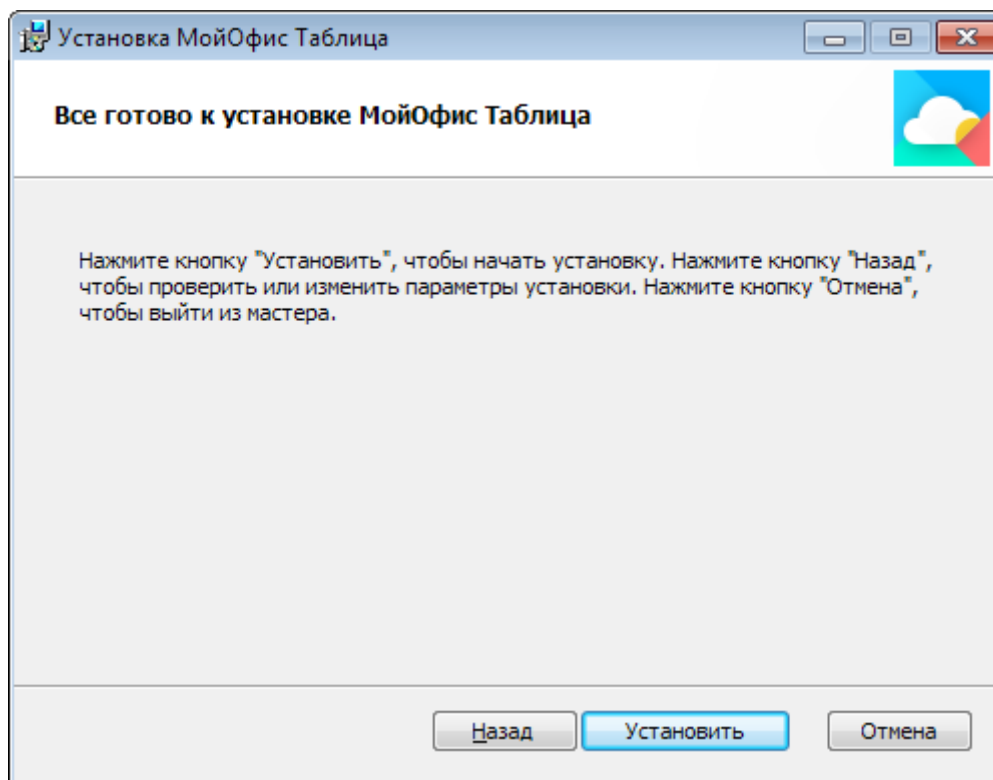 Установка МойОфис Таблица
Все готово к установке МойОфис Таблица
Нажмите кнопку "Установить", чтобы начать установку. Нажмите кнопку "Назад",
чтобы проверить или изменить параметры установки. Нажмите кнопку "Отмена",
чтобы выйти из мастера.
Назад Установить Отмена